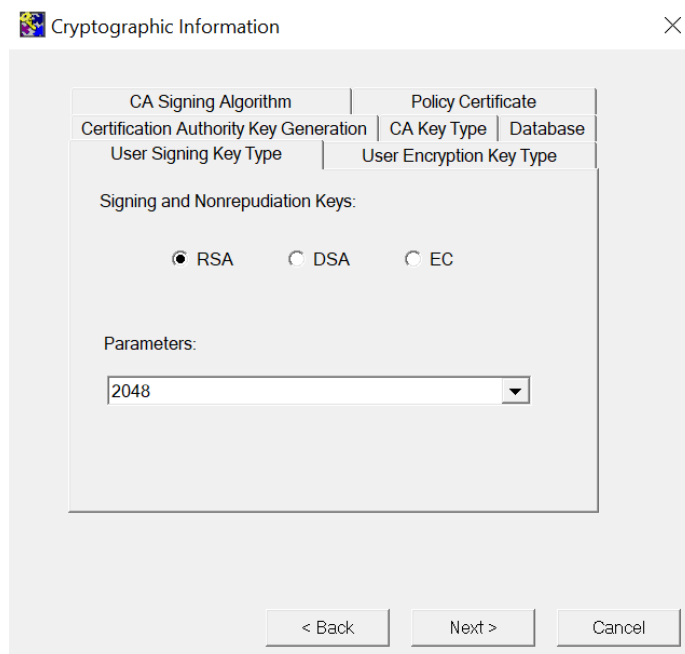 Cryptographic Information
CA Signing Algorithm Policy Certificate
Certification Authority Key Generation CA Key Type Database
User Signing Key Type User Encryption Key Type
Signing and Nonrepudiation Keys:
RSA DSA EC
Parameters:
2048
< Back Next > Cancel